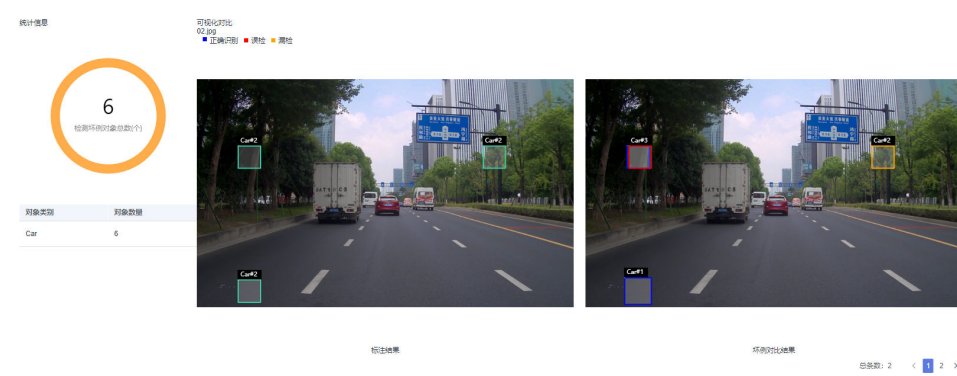 统计信息
可视化对比
02.jpg
正确识别 误检 漏检
6
检测坏例对象总数(个)
对象类别 对象数量
Car 6
Car#2
Car#2
Car#2
Car#3
Car#2
Car#1
标注结果
坏例对比结果
总条数: 2 < 1 2 >